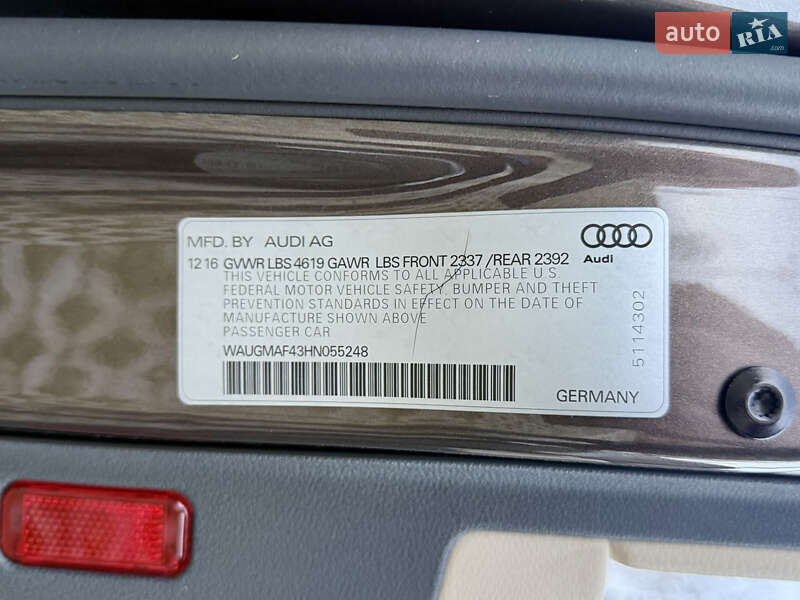 auto RIA
.com
MFD. BY AUDI AG
Audi
12 16 GVWR LBS 4619 GAWR LBS FRONT 2337 /REAR 2392
THIS VEHICLE CONFORMS TO ALL APPLICABLE U S
FEDERAL MOTOR VEHICLE SAFETY, BUMPER AND THEFT
PREVENTION STANDARDS IN EFFECT ON THE DATE OF
MANUFACTURE SHOWN ABOVE
PASSENGER CAR
WAUGMAF43HN055248
GERMANY
5114302